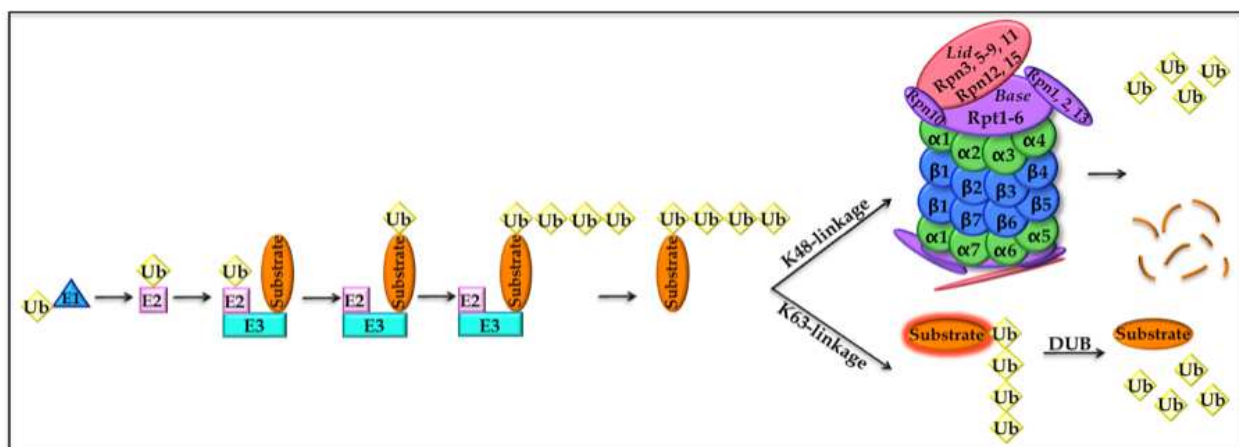 Ub
E1
Ub
E2
Ub
E2
Substrate
E3
Ub
Substrate
E2
E3
Ub Ub Ub Ub
Substrate
E2
E3
Ub Ub Ub Ub
Substrate
K48-linkage
K63-linkage
Lid
Rpn3, 5-9, 11
Rpn12, 15
Rpn10
Base
Rpt1-6
Rpn1, 2, 13
α1 α2 α3 α4
β1 β2 β3 β4
β1 β7 β6 β5
α1 α7 α6 α5
Ub Ub Ub Ub
Substrate Ub
Ub
Ub
Ub
DUB
Substrate
Ub Ub Ub Ub